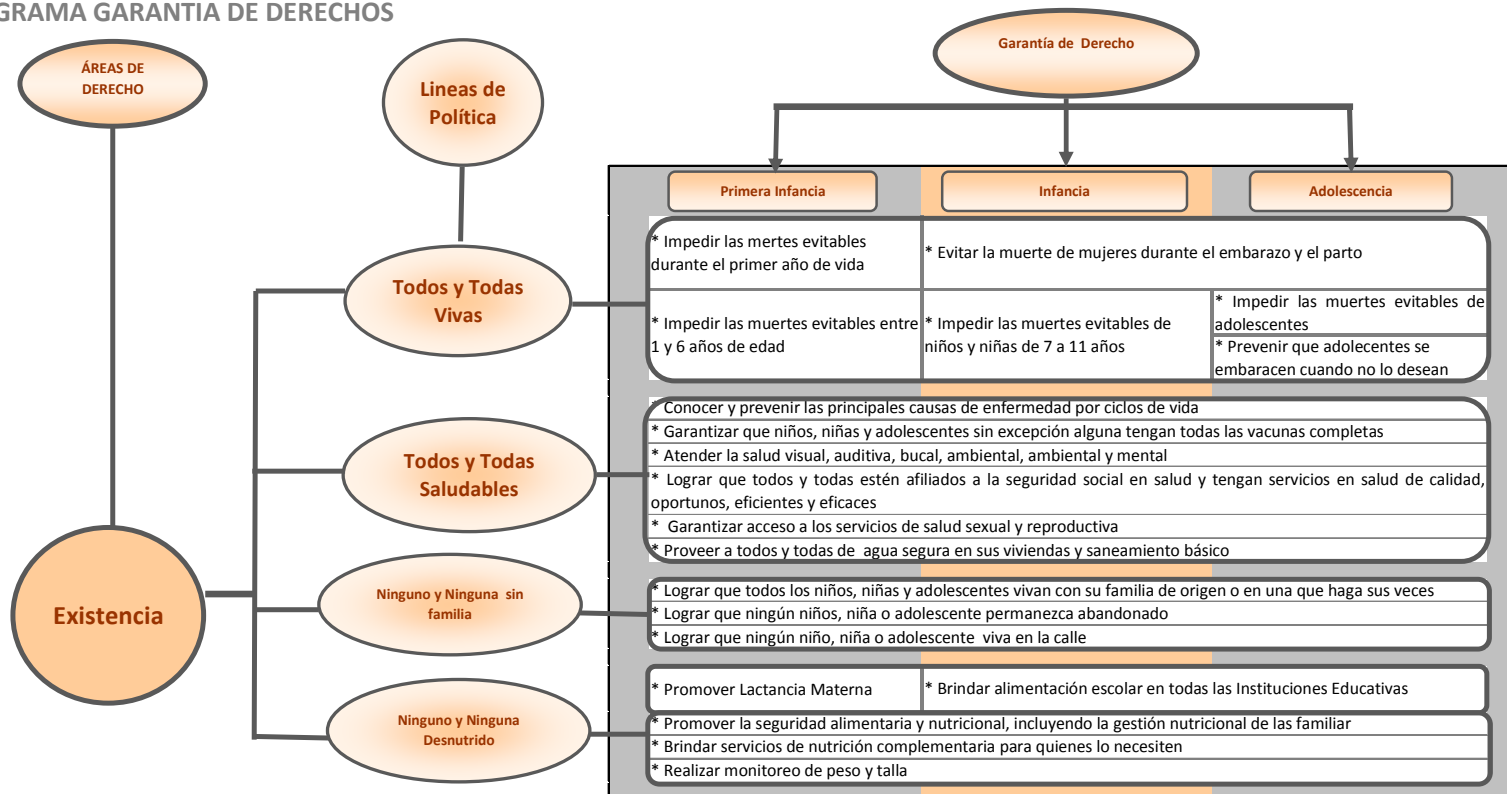 GRAMA GARANTIA DE DERECHOS
ÁREAS DE
DERECHO
Lineas de
Política
Garantía de Derecho
Primera Infancia
Infancia
Adolescencia
Todos y Todas
Vivas
* Impedir las mertes evitables
durante el primer año de vida
* Evitar la muerte de mujeres durante el embarazo y el parto
* Impedir las muertes evitables entre
1 y 6 años de edad
* Impedir las muertes evitables de
niños y niñas de 7 a 11 años
* Impedir las muertes evitables de
adolescentes
* Prevenir que adolecentes se
embaracen cuando no lo desean
Todos y Todas
Saludables
* Conocer y prevenir las principales causas de enfermedad por ciclos de vida
* Garantizar que niños, niñas y adolescentes sin excepción alguna tengan todas las vacunas completas
* Atender la salud visual, auditiva, bucal, ambiental, ambiental y mental
* Lograr que todos y todas estén afiliados a la seguridad social en salud y tengan servicios en salud de calidad,
oportunos, eficientes y eficaces
* Garantizar acceso a los servicios de salud sexual y reproductiva
* Proveer a todos y todas de agua segura en sus viviendas y saneamiento básico
Existencia
Ninguno y Ninguna sin
familia
* Lograr que todos los niños, niñas y adolescentes vivan con su familia de origen o en una que haga sus veces
* Lograr que ningún niños, niña o adolescente permanezca abandonado
* Lograr que ningún niño, niña o adolescente viva en la calle
Ninguno y Ninguna
Desnutrido
* Promover Lactancia Materna
* Brindar alimentación escolar en todas las Instituciones Educativas
* Promover la seguridad alimentaria y nutricional, incluyendo la gestión nutricional de las familiar
* Brindar servicios de nutrición complementaria para quienes lo necesiten
* Realizar monitoreo de peso y talla